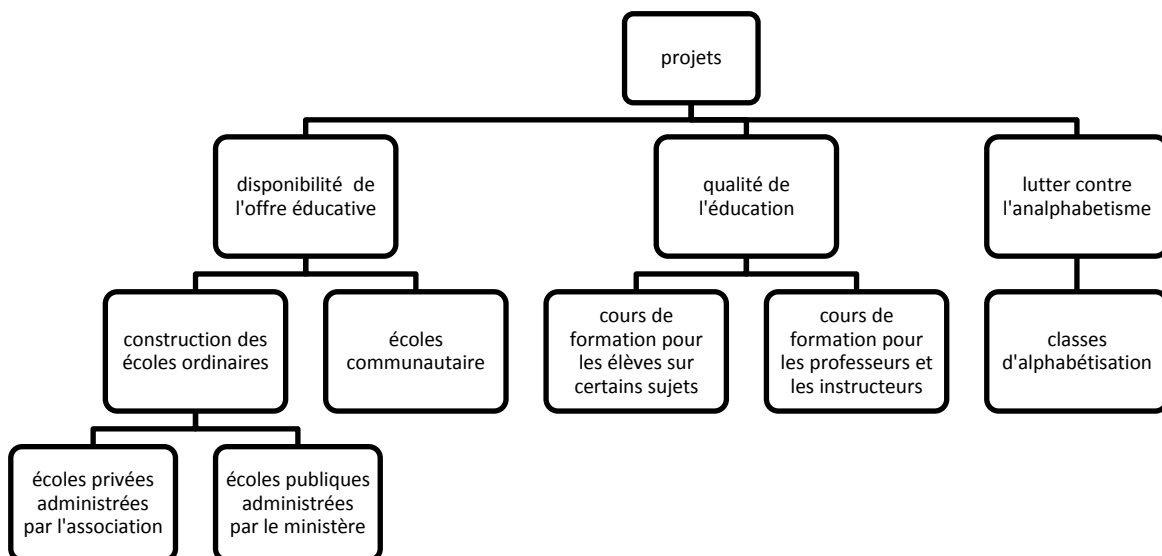 projets
disponibilité de
l'offre éducative
qualité de
l'éducation
lutter contre
l'analphabetisme
construction des
écoles ordinaires
écoles
communautaire
cours de
formation pour
les élèves sur
certains sujets
cours de
formation pour
les professeurs et
les instructeurs
classes
d'alphabétisation
écoles privées
administrées
par l'association
écoles publiques
administrées
par le ministère